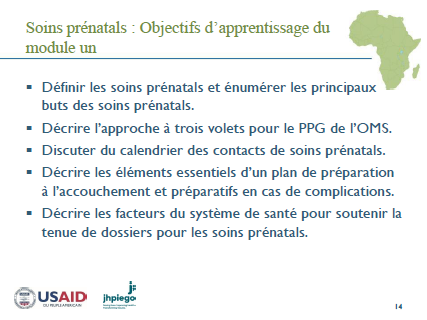 Soins prénatals : Objectifs d'apprentissage du
module un
▪ Définir les soins prénatals et énumérer les principaux
buts des soins prénatals.
▪ Décrire l'approche à trois volets pour le PPG de l'OMS.
▪ Discuter du calendrier des contacts de soins prénatals.
▪ Décrire les éléments essentiels d'un plan de préparation
à l'accouchement et préparatifs en cas de complications.
▪ Décrire les facteurs du système de santé pour soutenir la
tenue de dossiers pour les soins prénatals.
USAID
DU PEUPLE AMERICAIN
jhpiego
14